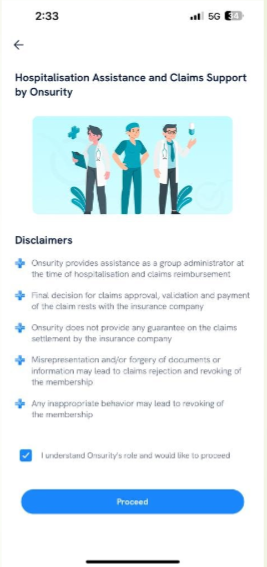 2:33
5G 34
Hospitalisation Assistance and Claims Support
by Onsurity
Disclaimers
Onsurity provides assistance as a group administrator at
the time of hospitalisation and claims reimbursement
Final decision for claims approval, validation and payment
of the claim rests with the insurance company
Onsurity does not provide any guarantee on the claims
settlement by the insurance company
Misrepresentation and/or forgery of documents or
information may lead to claims rejection and revoking of
the membership
Any inappropriate behavior may lead to revoking of
the membership
I understand Onsurity's role and would like to proceed
Proceed